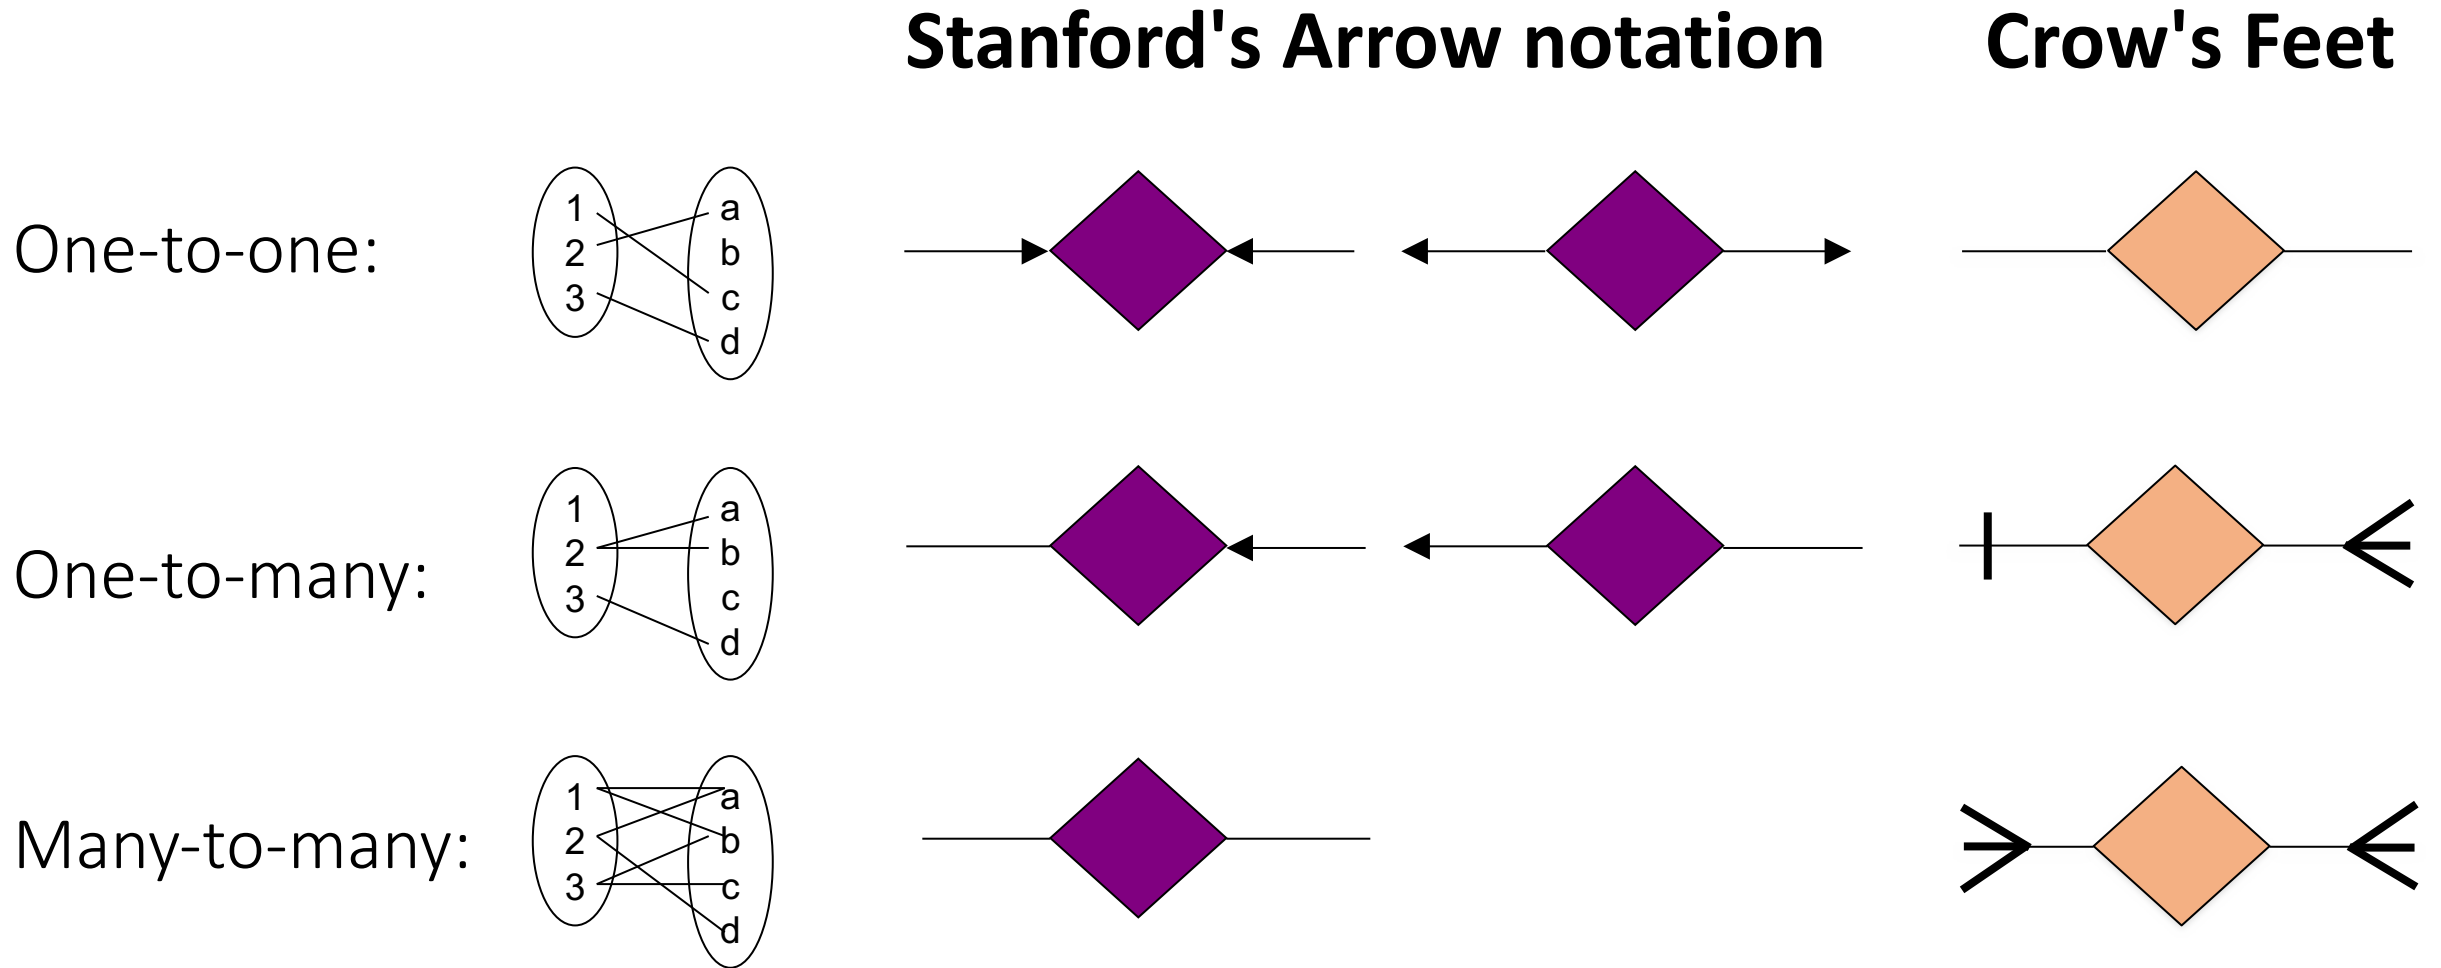 Stanford's Arrow notation
Crow's Feet
One-to-one:
1
2
3
a
b
c
d
One-to-many:
1
2
3
a
b
c
d
Many-to-many:
1
2
3
a
b
c
d